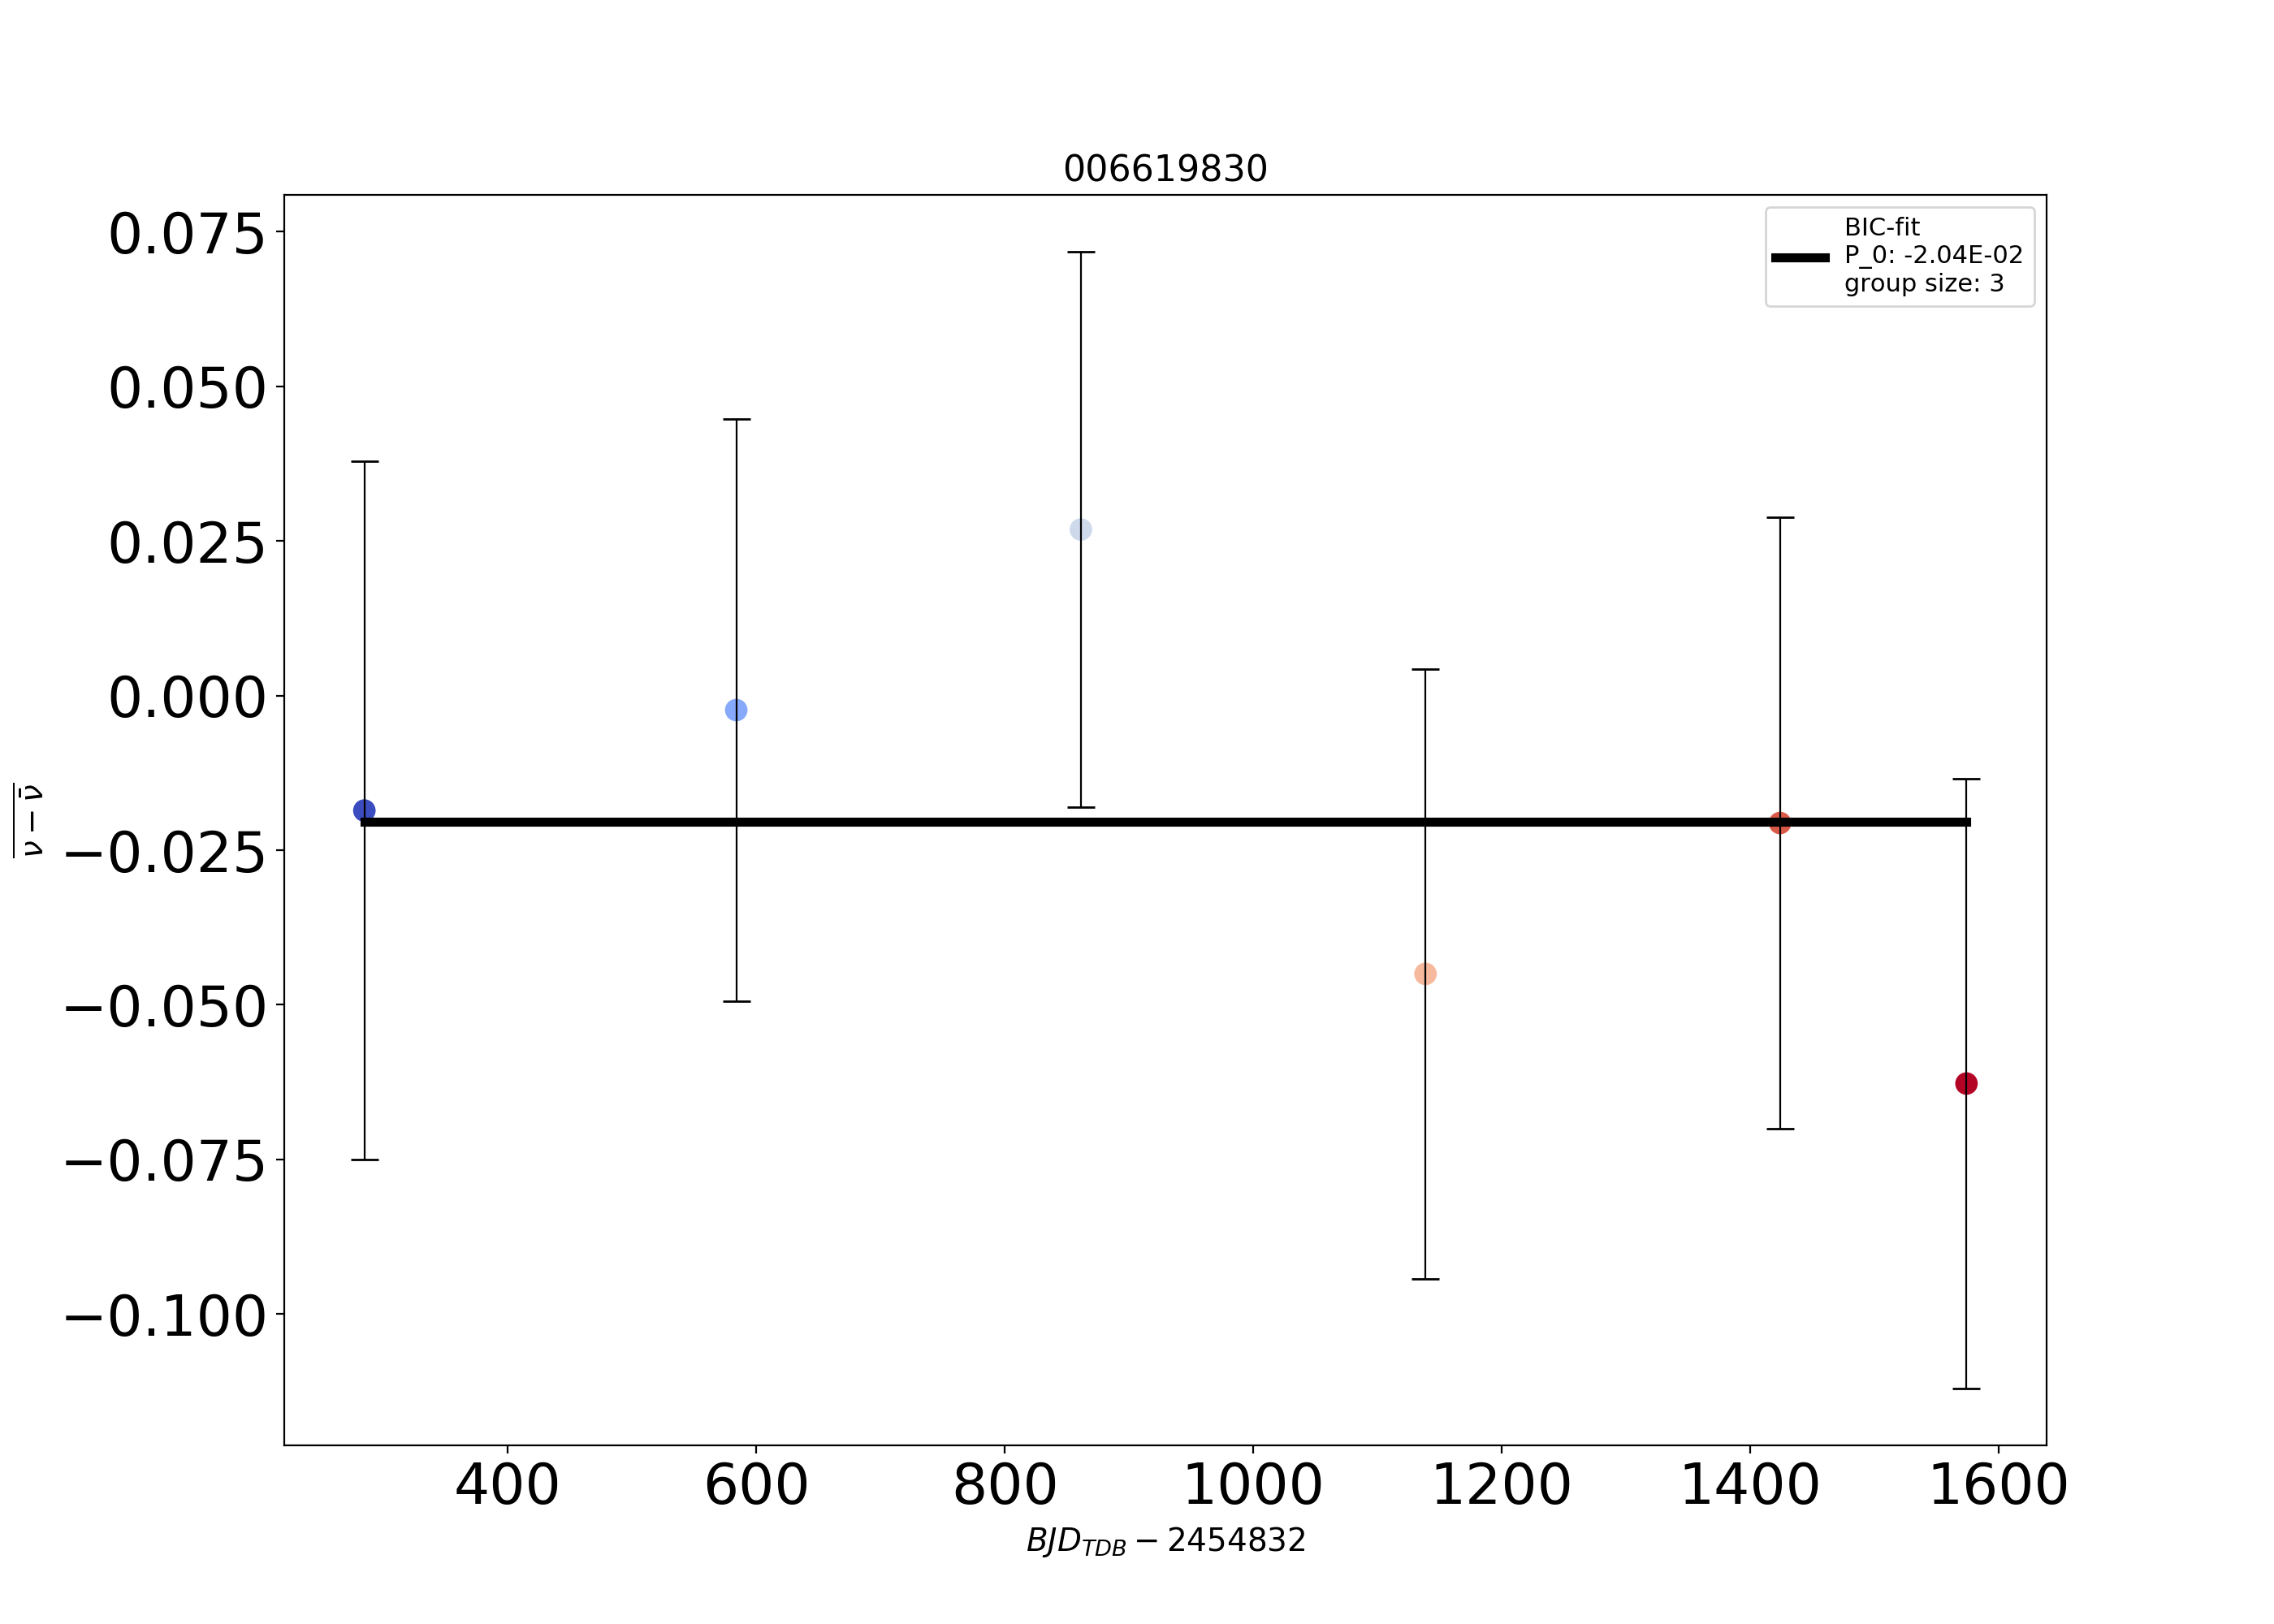 006619830
BIC-fit
P_0: -2.04E-02
group size: 3
0.075
0.050
0.025
0.000
−0.025
−0.050
−0.075
−0.100
ν − ν̄
400 600 800 1000 1200 1400 1600
BJD_TDB − 2454832